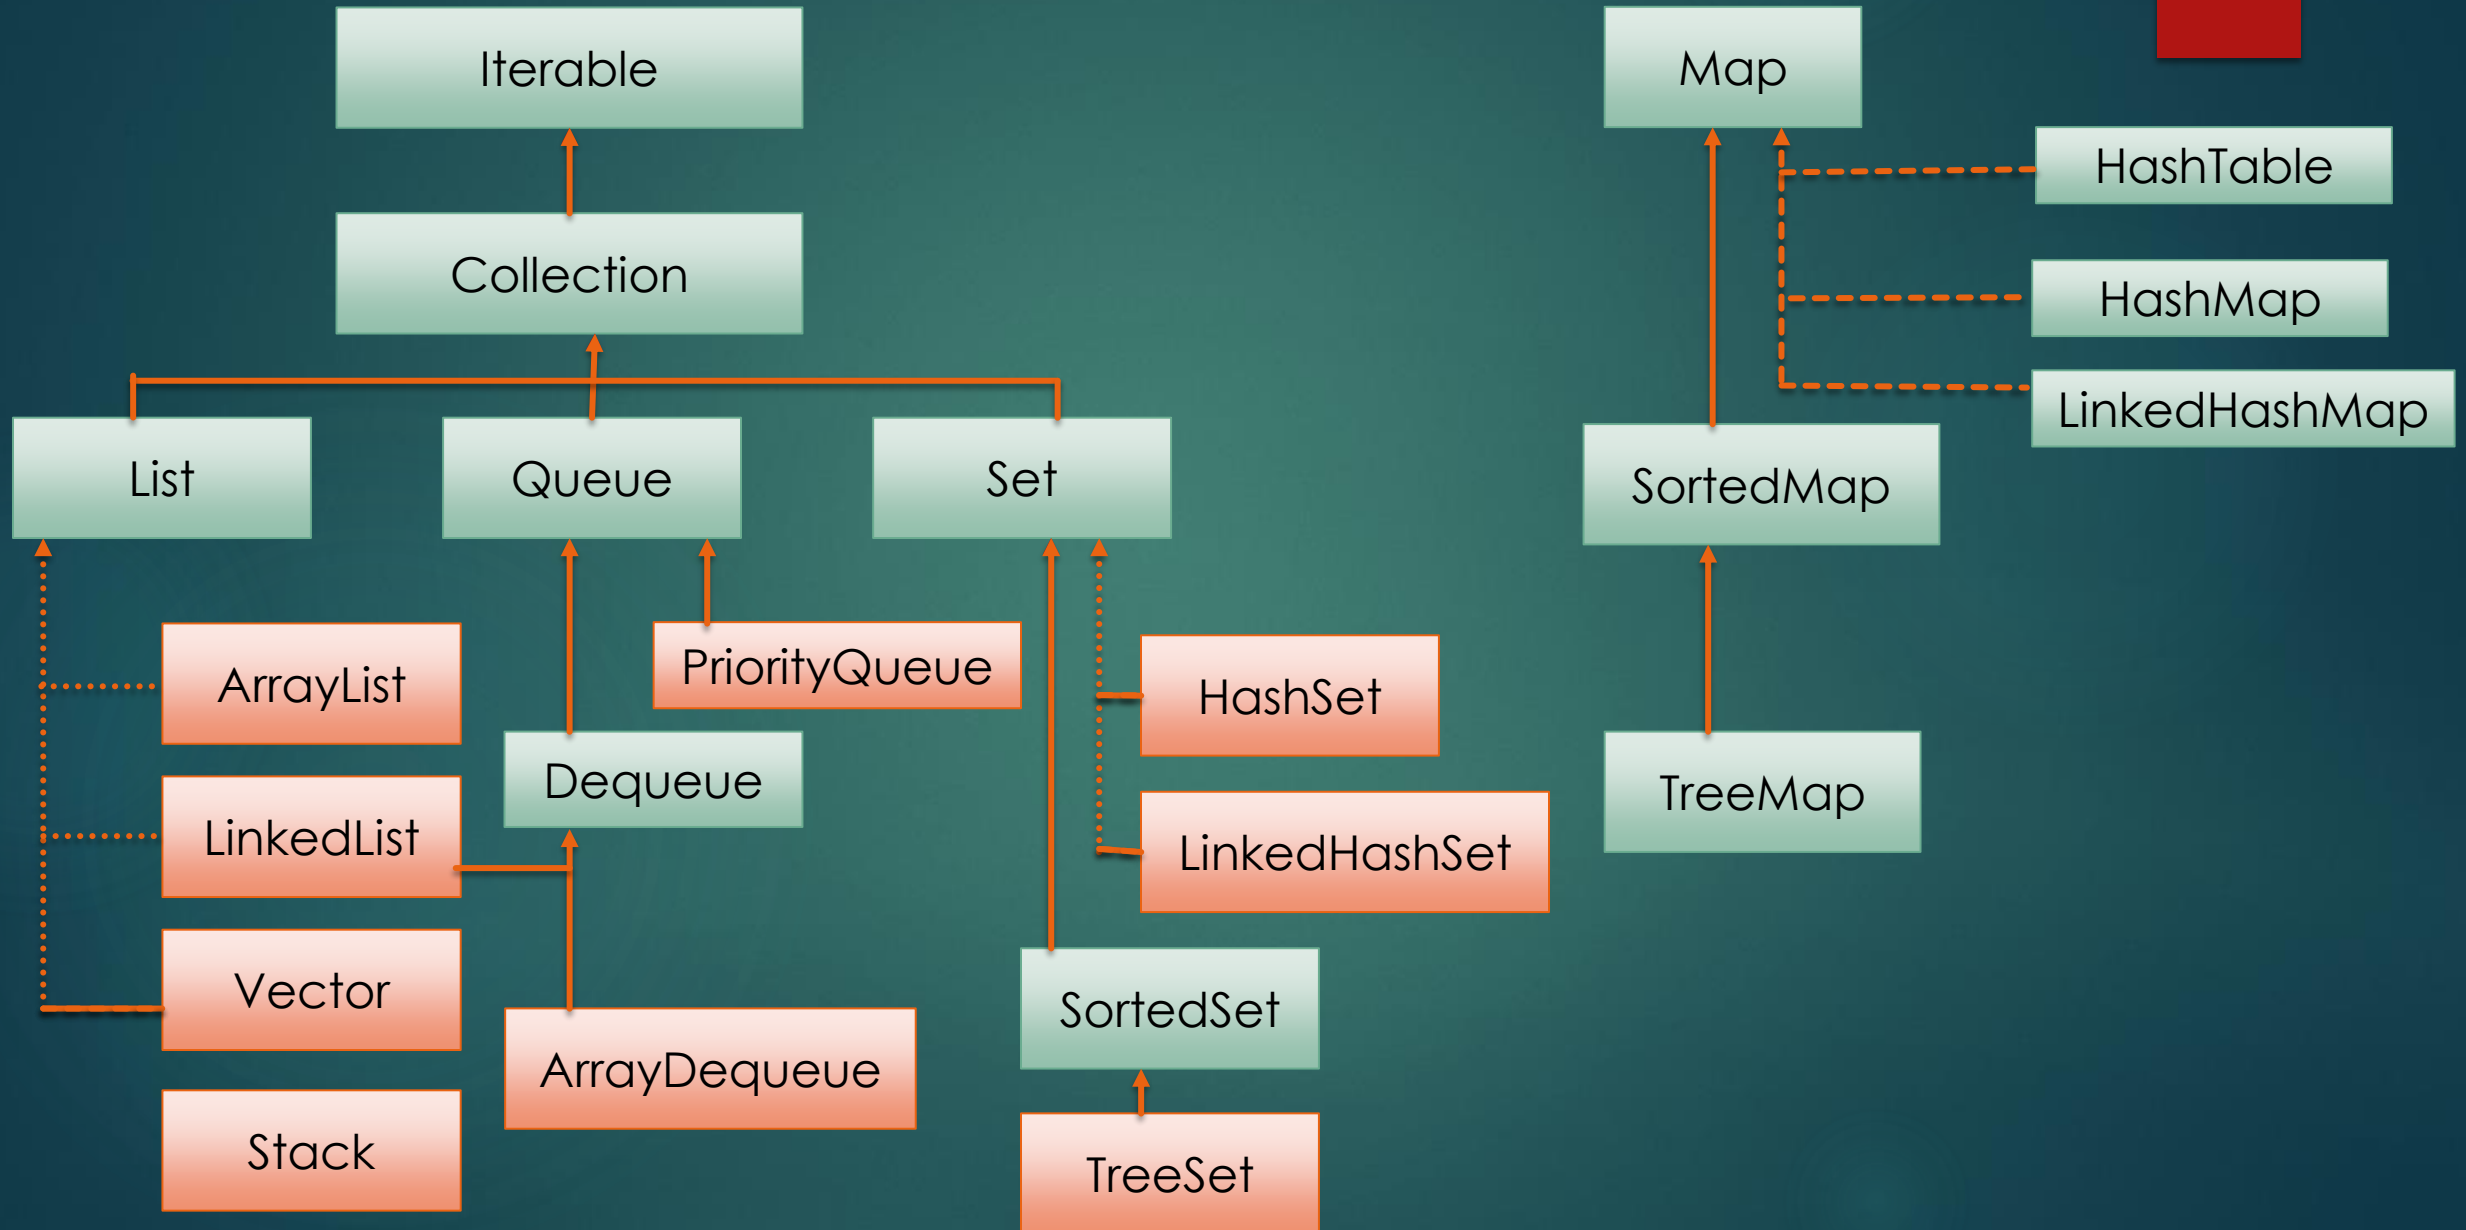 Iterable
Map
HashTable
Collection
HashMap
LinkedHashMap
List
Queue
Set
SortedMap
ArrayList
PriorityQueue
HashSet
Dequeue
TreeMap
LinkedList
LinkedHashSet
Vector
SortedSet
ArrayDequeue
Stack
TreeSet